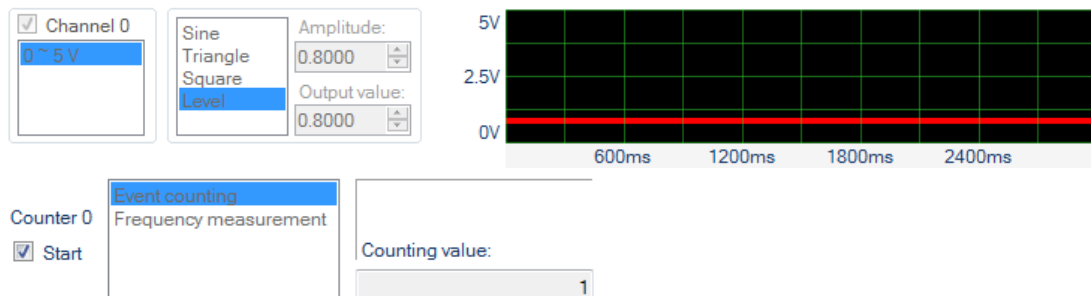 Channel 0
0 ~ 5 V
Sine
Triangle
Square
Level
Amplitude:
0.8000
Output value:
0.8000
5V
2.5V
0V
600ms
1200ms
1800ms
2400ms
Counter 0
Start
Event counting
Frequency measurement
Counting value:
1